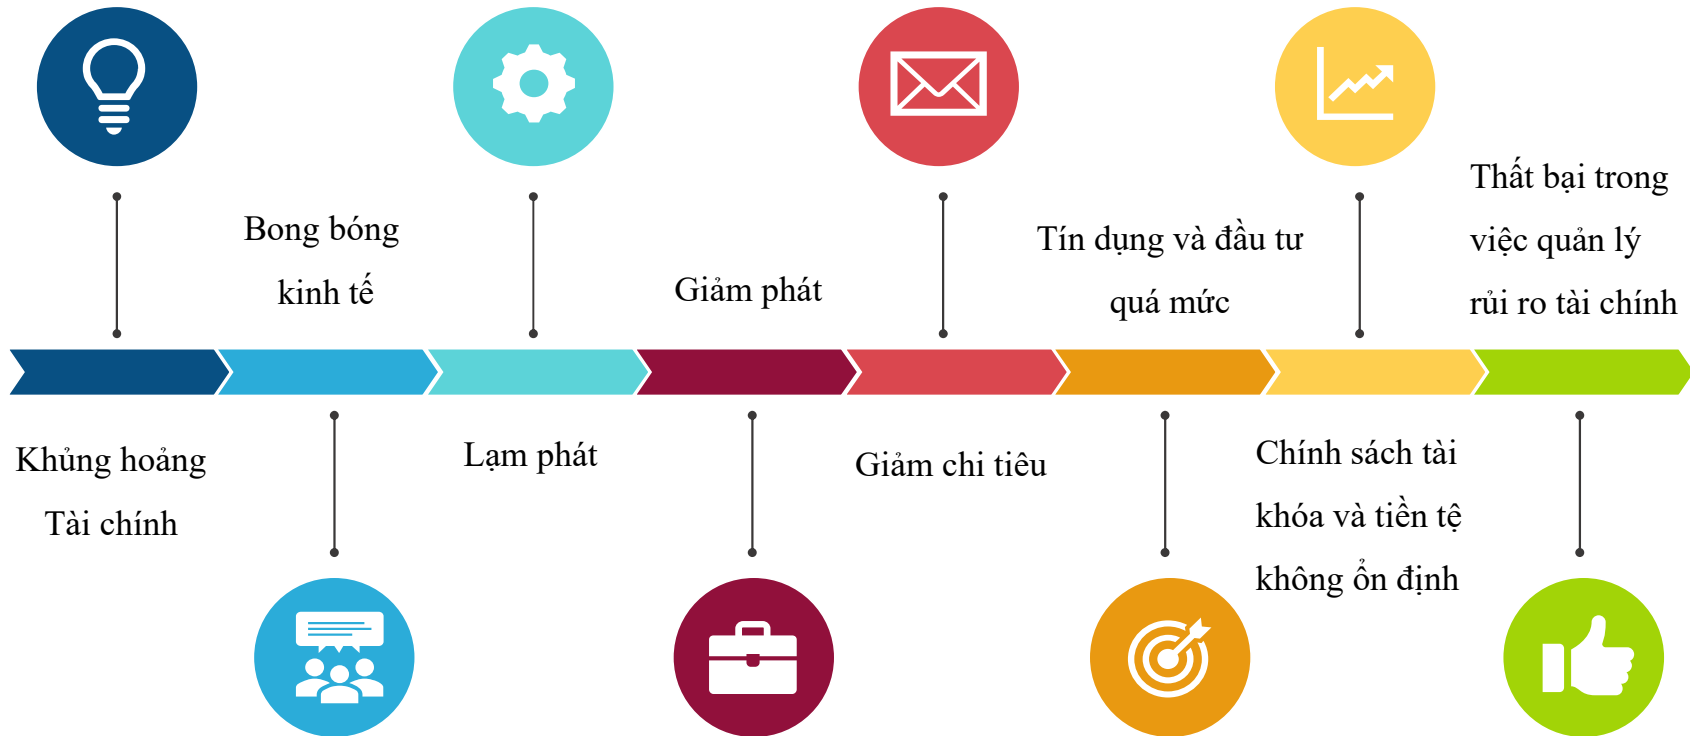 Khủng hoảng
Tài chính
Bong bóng
kinh tế
Lạm phát
Giảm phát
Giảm chi tiêu
Tín dụng và đầu tư
quá mức
Chính sách tài
khóa và tiền tệ
không ổn định
Thất bại trong
việc quản lý
rủi ro tài chính